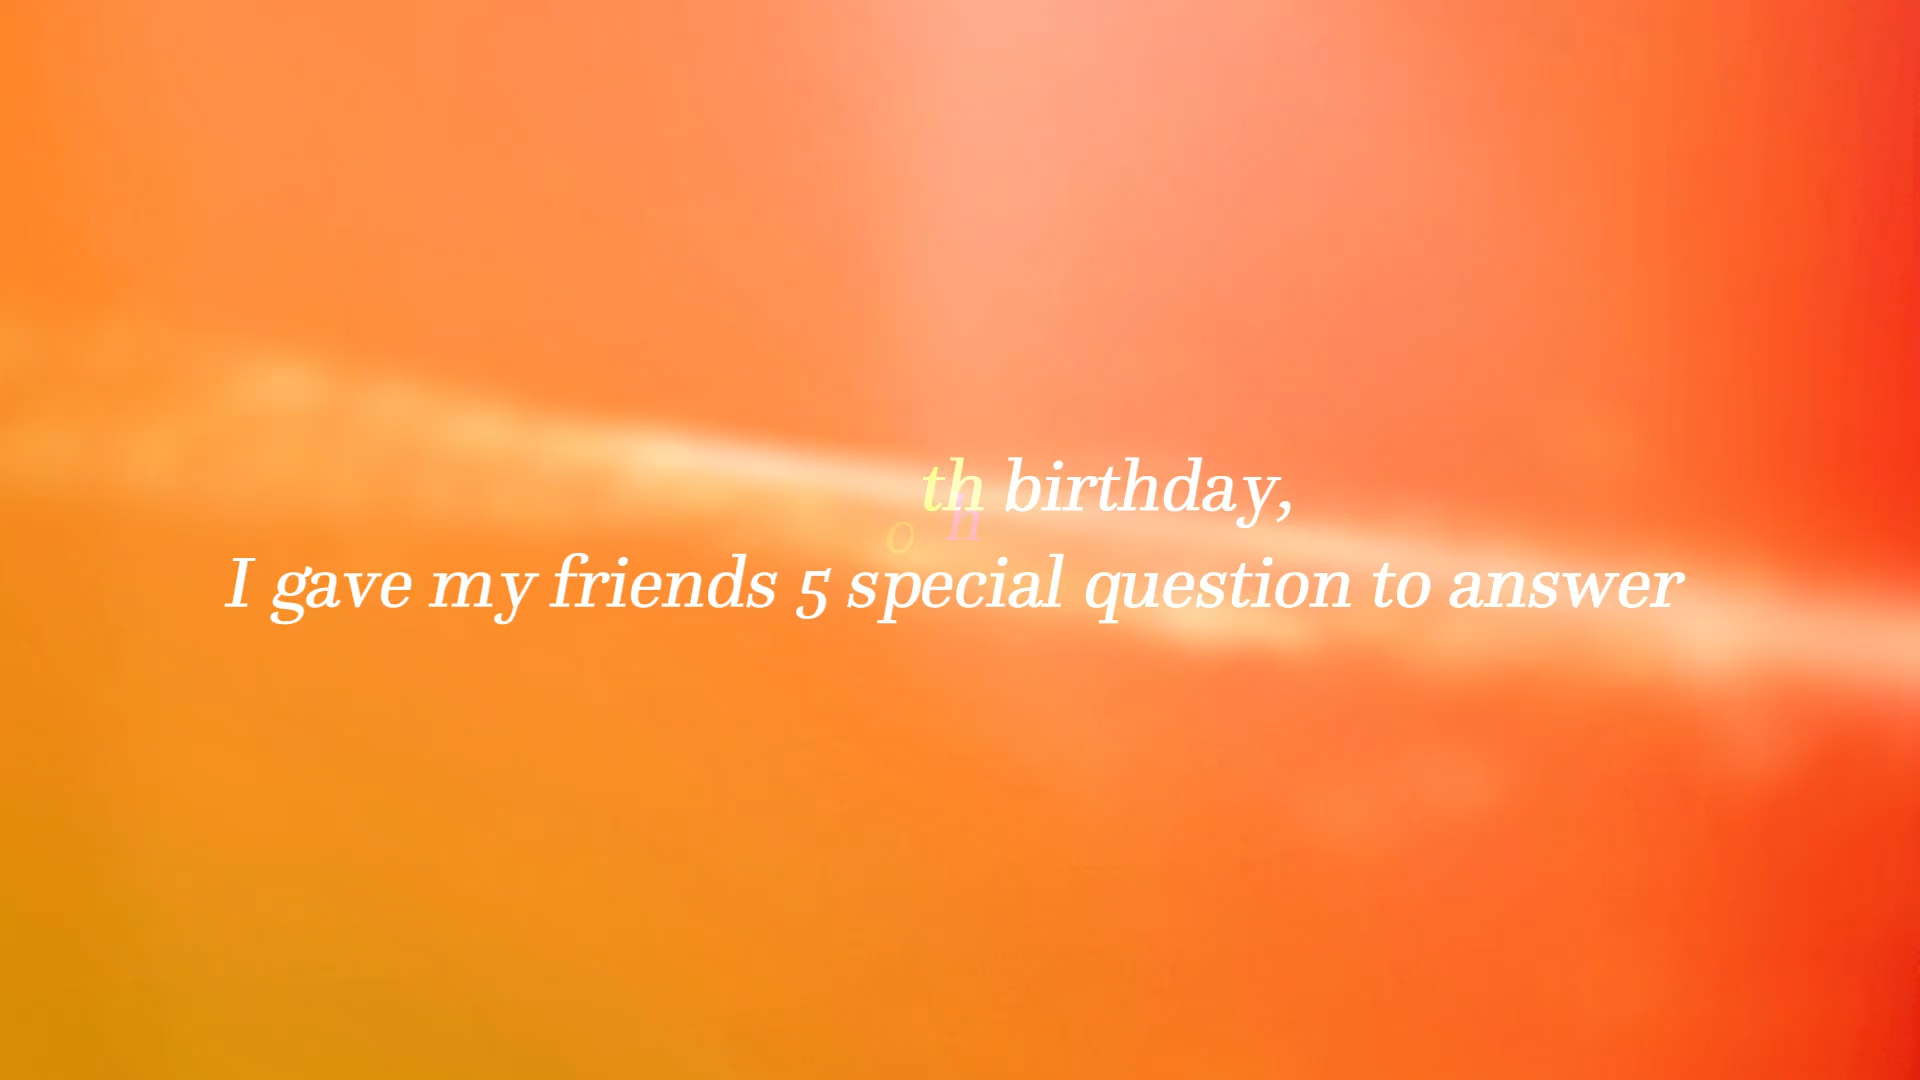 th birthday,
I gave my friends 5 special question to answer